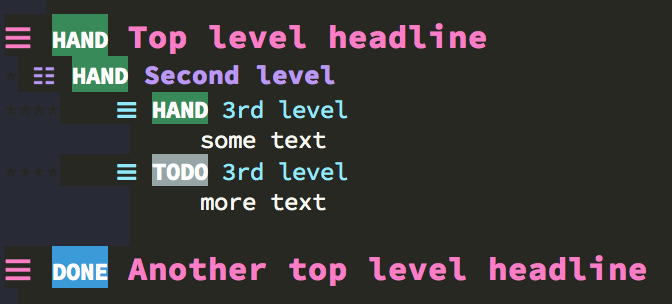 HAND Top level headline
HAND Second level
HAND 3rd level
some text
TODO 3rd level
more text
DONE Another top level headline